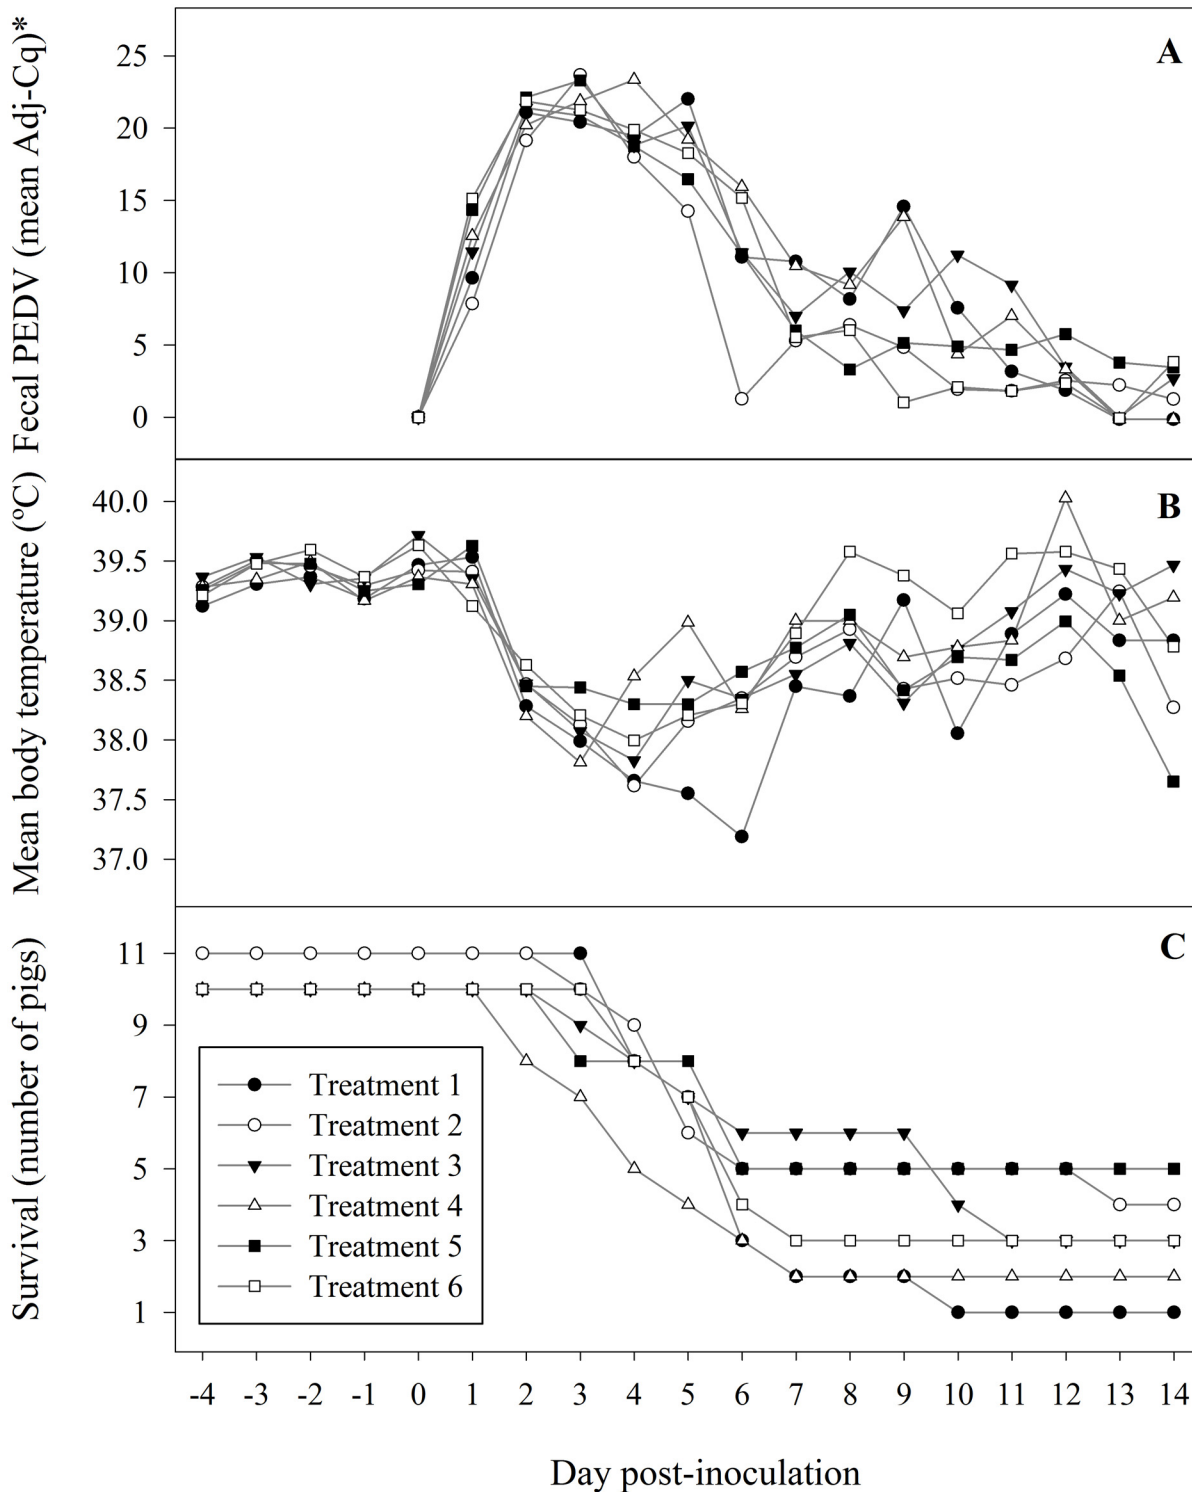 Fecal PEDV (mean Adj-Cq)*
25
20
15
10
5
0
A
Mean body temperature (ºC)
40.0
39.5
39.0
38.5
38.0
37.5
37.0
B
Survival (number of pigs)
11
9
7
5
3
1
C
Treatment 1
Treatment 2
Treatment 3
Treatment 4
Treatment 5
Treatment 6
-4 -3 -2 -1 0 1 2 3 4 5 6 7 8 9 10 11 12 13 14
Day post-inoculation